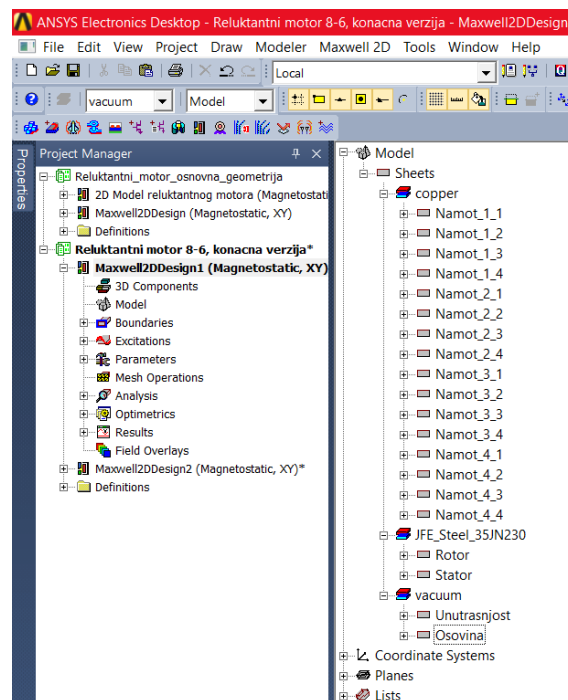 ANSYS Electronics Desktop - Reluktantni motor 8-6, konacna verzija - Maxwell2DDesign
File Edit View Project Draw Modeler Maxwell 2D Tools Window Help
Local
vacuum Model
Properties
Project Manager
Reluktantni_motor_osnovna_geometrija
2D Model reluktantnog motora (Magnetostati
Maxwell2DDesign (Magnetostatic, XY)
Definitions
Reluktantni motor 8-6, konacna verzija*
Maxwell2DDesign1 (Magnetostatic, XY)
3D Components
Model
Boundaries
Excitations
Parameters
Mesh Operations
Analysis
Optimetrics
Results
Field Overlays
Maxwell2DDesign2 (Magnetostatic, XY)*
Definitions
Model
Sheets
copper
Namot_1_1
Namot_1_2
Namot_1_3
Namot_1_4
Namot_2_1
Namot_2_2
Namot_2_3
Namot_2_4
Namot_3_1
Namot_3_2
Namot_3_3
Namot_3_4
Namot_4_1
Namot_4_2
Namot_4_3
Namot_4_4
JFE_Steel_35JN230
Rotor
Stator
vacuum
Unutrasnjost
Osovina
Coordinate Systems
Planes
Lists